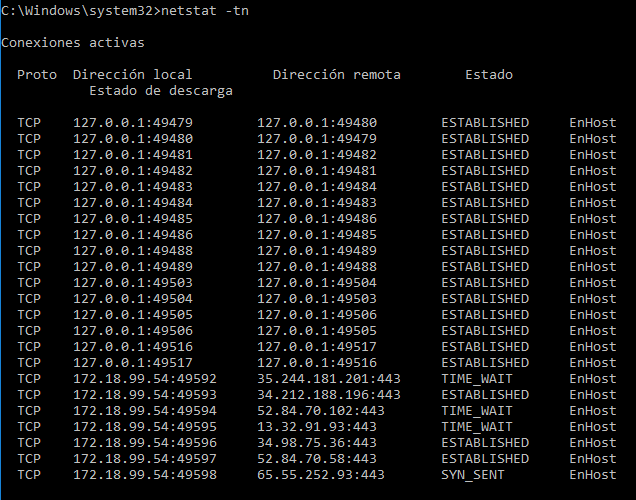 C:\Windows\system32>netstat -tn
Conexiones activas
Proto  Dirección local          Dirección remota        Estado
Estado de descarga
TCP    127.0.0.1:49479        127.0.0.1:49480        ESTABLISHED     EnHost
TCP    127.0.0.1:49480        127.0.0.1:49479        ESTABLISHED     EnHost
TCP    127.0.0.1:49481        127.0.0.1:49482        ESTABLISHED     EnHost
TCP    127.0.0.1:49482        127.0.0.1:49481        ESTABLISHED     EnHost
TCP    127.0.0.1:49483        127.0.0.1:49484        ESTABLISHED     EnHost
TCP    127.0.0.1:49484        127.0.0.1:49483        ESTABLISHED     EnHost
TCP    127.0.0.1:49485        127.0.0.1:49486        ESTABLISHED     EnHost
TCP    127.0.0.1:49486        127.0.0.1:49485        ESTABLISHED     EnHost
TCP    127.0.0.1:49488        127.0.0.1:49489        ESTABLISHED     EnHost
TCP    127.0.0.1:49489        127.0.0.1:49488        ESTABLISHED     EnHost
TCP    127.0.0.1:49503        127.0.0.1:49504        ESTABLISHED     EnHost
TCP    127.0.0.1:49504        127.0.0.1:49503        ESTABLISHED     EnHost
TCP    127.0.0.1:49505        127.0.0.1:49506        ESTABLISHED     EnHost
TCP    127.0.0.1:49506        127.0.0.1:49505        ESTABLISHED     EnHost
TCP    127.0.0.1:49516        127.0.0.1:49517        ESTABLISHED     EnHost
TCP    127.0.0.1:49517        127.0.0.1:49516        ESTABLISHED     EnHost
TCP    172.18.99.54:49592     35.244.181.201:443     TIME_WAIT       EnHost
TCP    172.18.99.54:49593     34.212.188.196:443     ESTABLISHED     EnHost
TCP    172.18.99.54:49594     52.84.70.102:443       TIME_WAIT       EnHost
TCP    172.18.99.54:49595     13.32.91.93:443        TIME_WAIT       EnHost
TCP    172.18.99.54:49596     34.98.75.36:443        ESTABLISHED     EnHost
TCP    172.18.99.54:49597     52.84.70.58:443        ESTABLISHED     EnHost
TCP    172.18.99.54:49598     65.55.252.93:443       SYN_SENT        EnHost